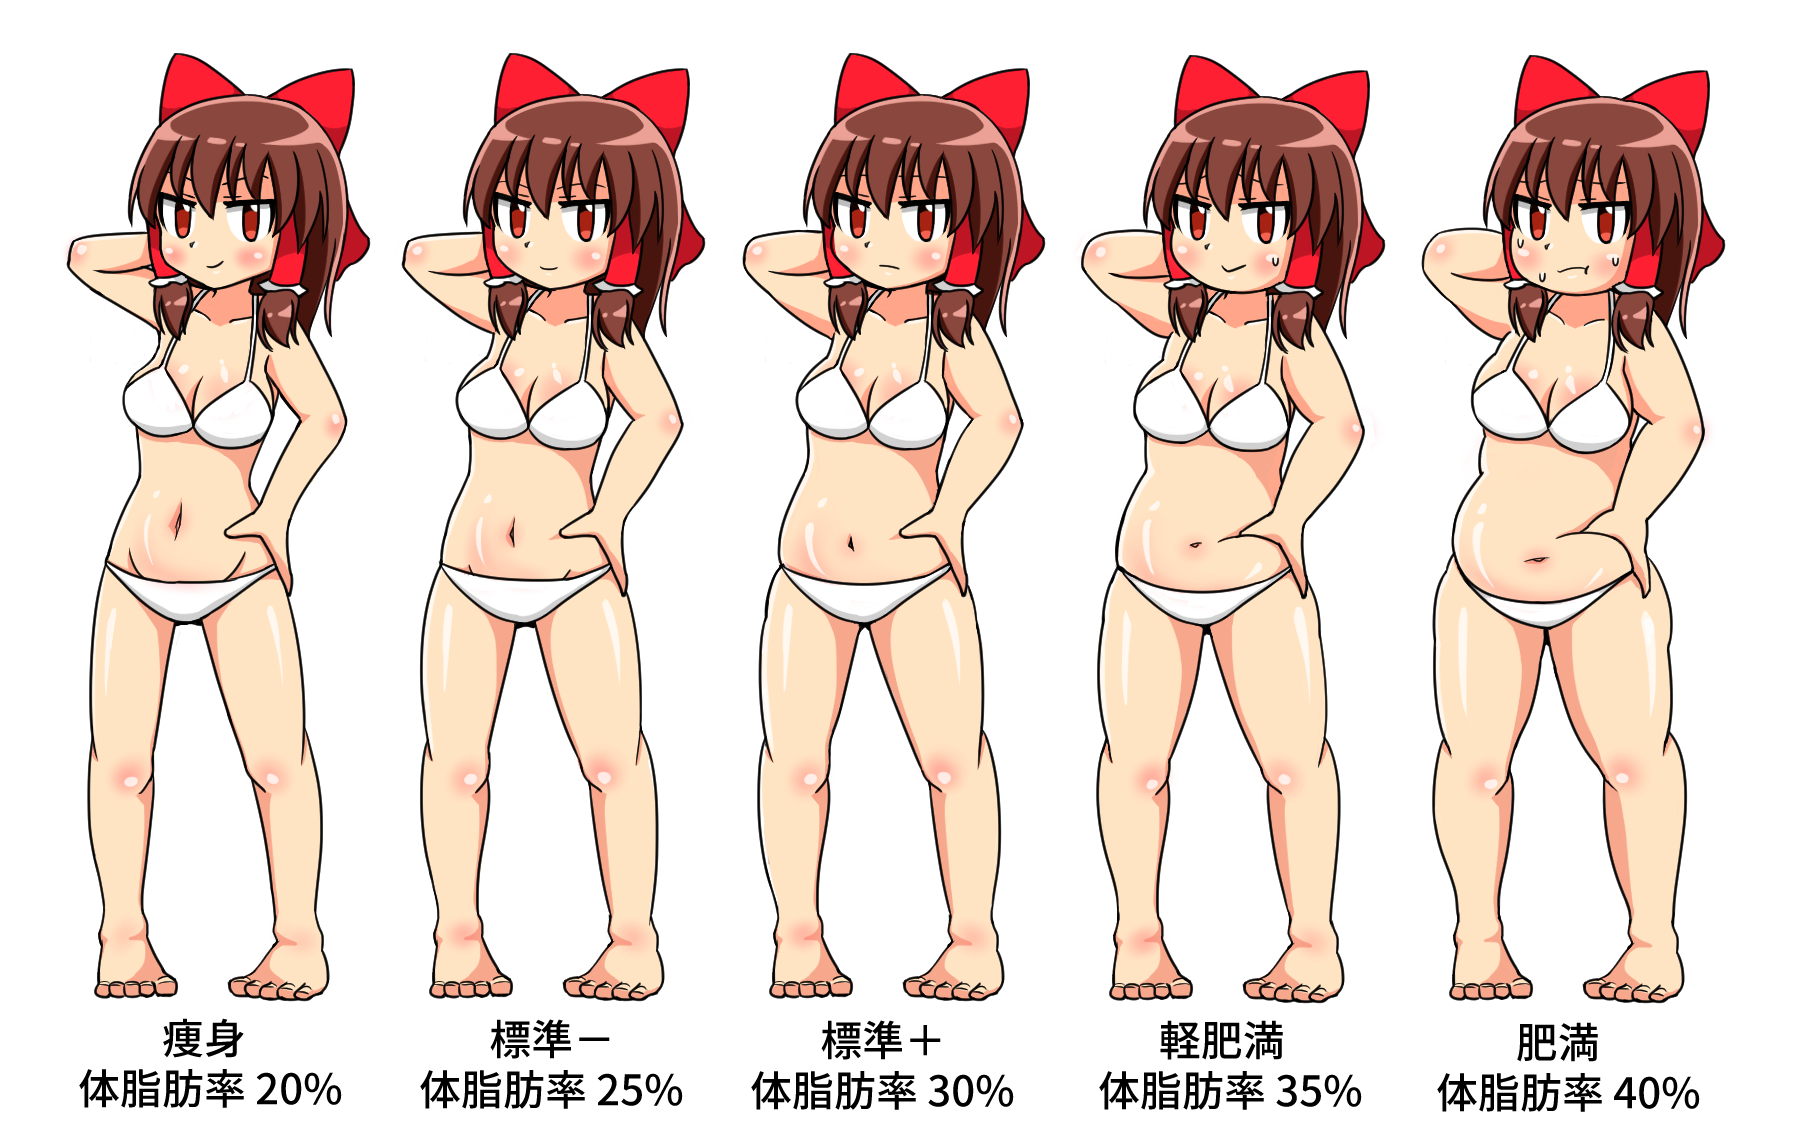 痩身
体脂肪率 20%
標準－
体脂肪率 25%
標準＋
体脂肪率 30%
軽肥満
体脂肪率 35%
肥満
体脂肪率 40%